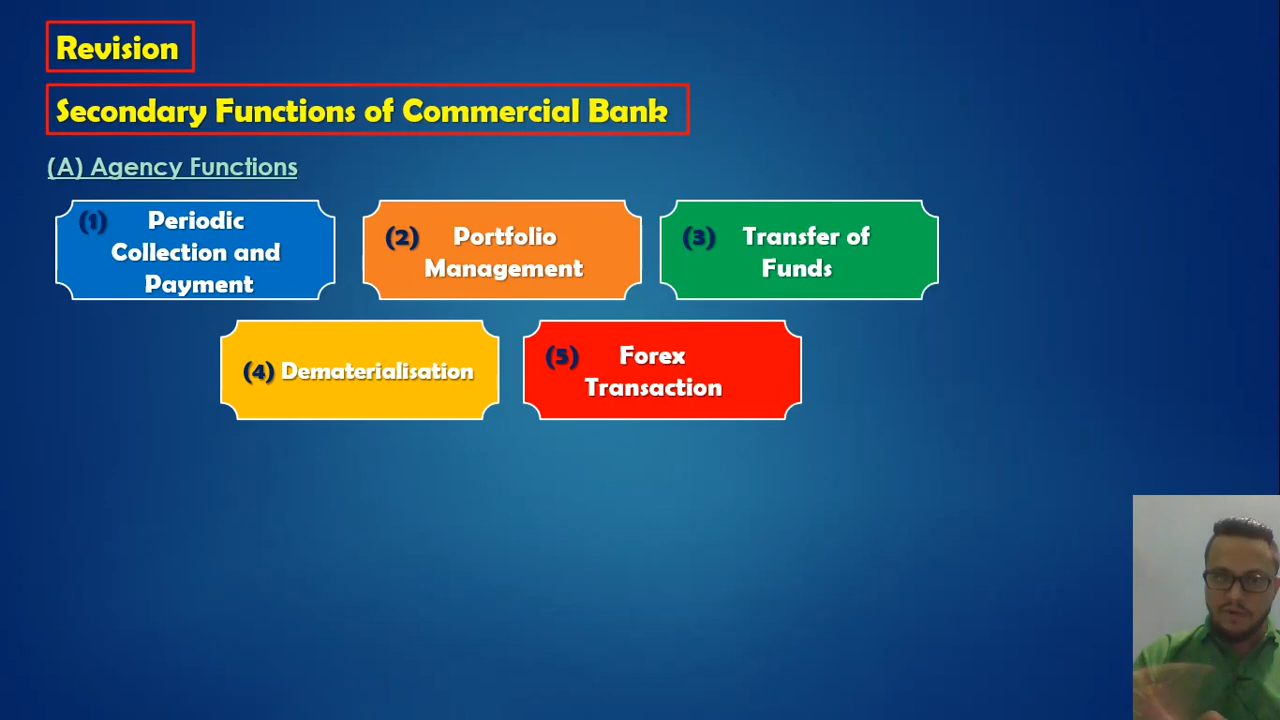 Revision
Secondary Functions of Commercial Bank
(A) Agency Functions
(1) Periodic
Collection and
Payment
(2) Portfolio
Management
(3) Transfer of
Funds
(4) Dematerialisation
(5) Forex
Transaction